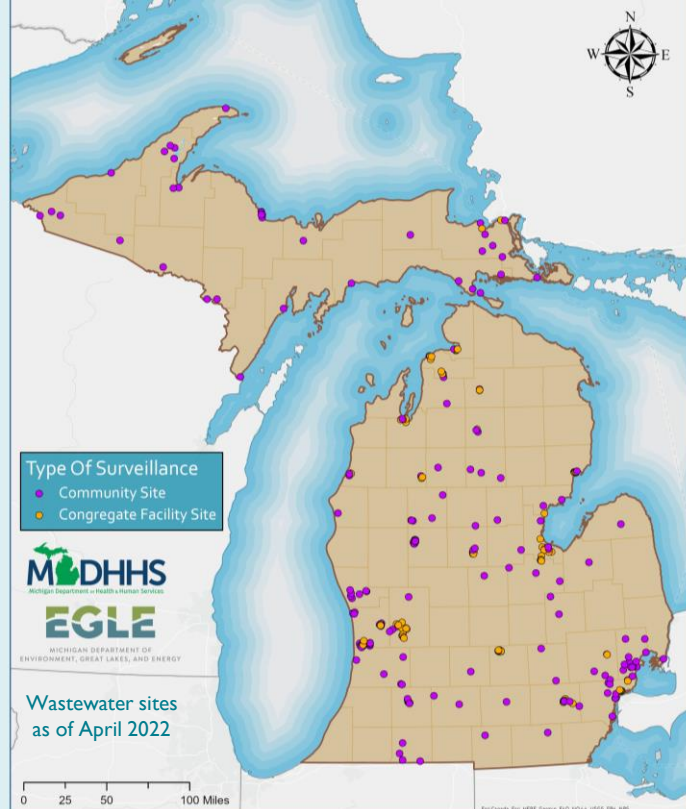 N
W E
S
Type Of Surveillance
Community Site
Congregate Facility Site
MDHHS
Michigan Department of Health & Human Services
EGLE
MICHIGAN DEPARTMENT OF
ENVIRONMENT, GREAT LAKES, AND ENERGY
Wastewater sites
as of April 2022
0 25 50 100 Miles